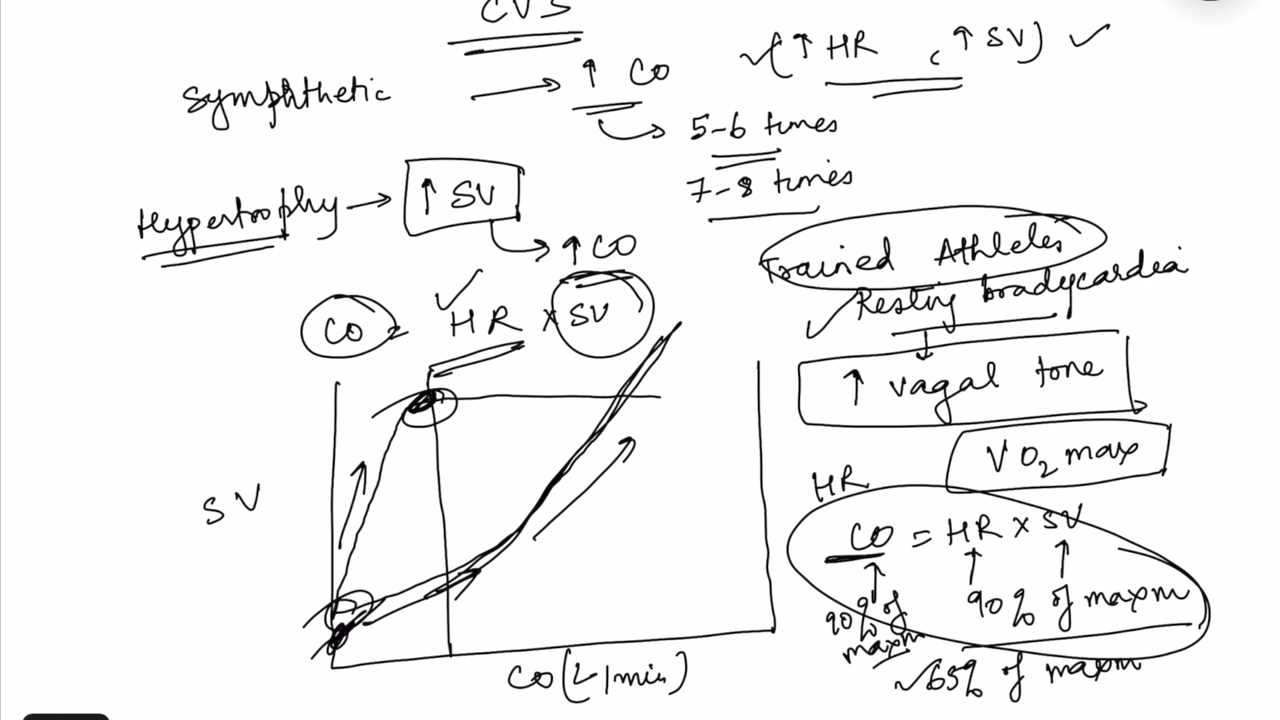 CVS
Symphthetic → ↑ CO ✓(↑ HR , ↑ SV) ✓
→ 5-6 times
7-8 times
Hypertrophy → ↑ SV
→ ↑ CO
CO = HR × SV
✓
SV
CO (L/min)
Trained Athletes
✓ Resting bradycardia
↓
↑ vagal tone
VO2 max
HR
CO = HR × SV
↑ ↑ ↑
90% of maxm
90% of maxm
✓65% of maxm